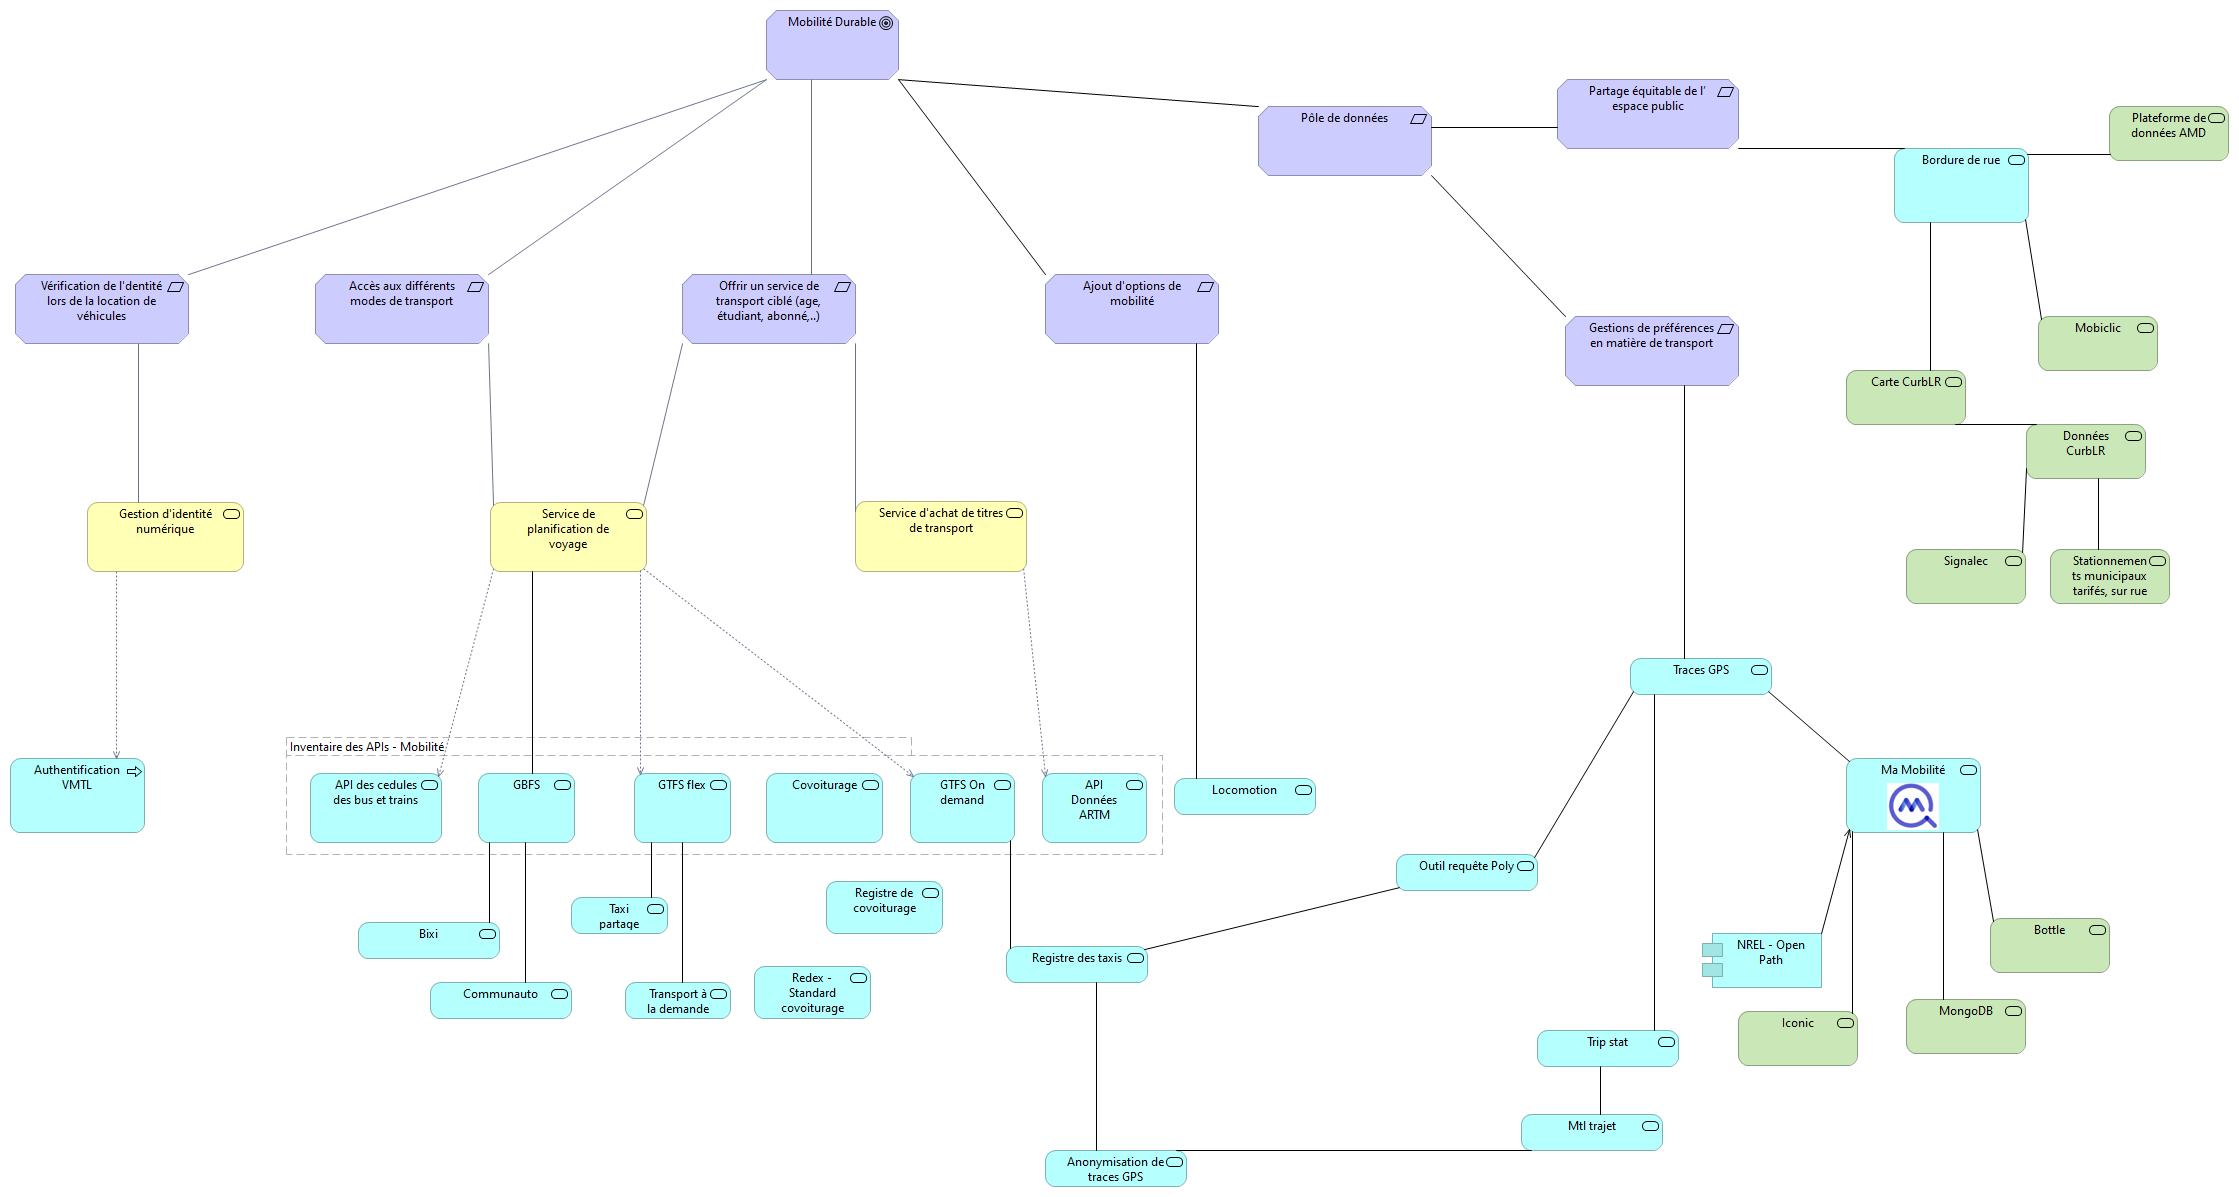 Mobilité Durable
Partage équitable de l'
espace public
Pôle de données
Plateforme de
données AMD
Bordure de rue
Vérification de l'dentité
lors de la location de
véhicules
Accès aux différents
modes de transport
Offrir un service de
transport ciblé (age,
étudiant, abonné,..)
Ajout d'options de
mobilité
Gestions de préférences
en matière de transport
Mobiclic
Carte CurbLR
Données
CurbLR
Gestion d'identité
numérique
Service de
planification de
voyage
Service d'achat de titres
de transport
Signalec
Stationnemen
ts municipaux
tarifés, sur rue
Traces GPS
Inventaire des APIs - Mobilité
Authentification
VMTL
API des cedules
des bus et trains
GBFS
GTFS flex
Covoiturage
GTFS On
demand
API
Données
ARTM
Locomotion
Ma Mobilité
Outil requête Poly
Registre de
covoiturage
Taxi
partage
Bixi
Bottle
NREL - Open
Path
Registre des taxis
Redex -
Standard
covoiturage
Communauto
Transport à
la demande
MongoDB
Iconic
Trip stat
Mtl trajet
Anonymisation de
traces GPS